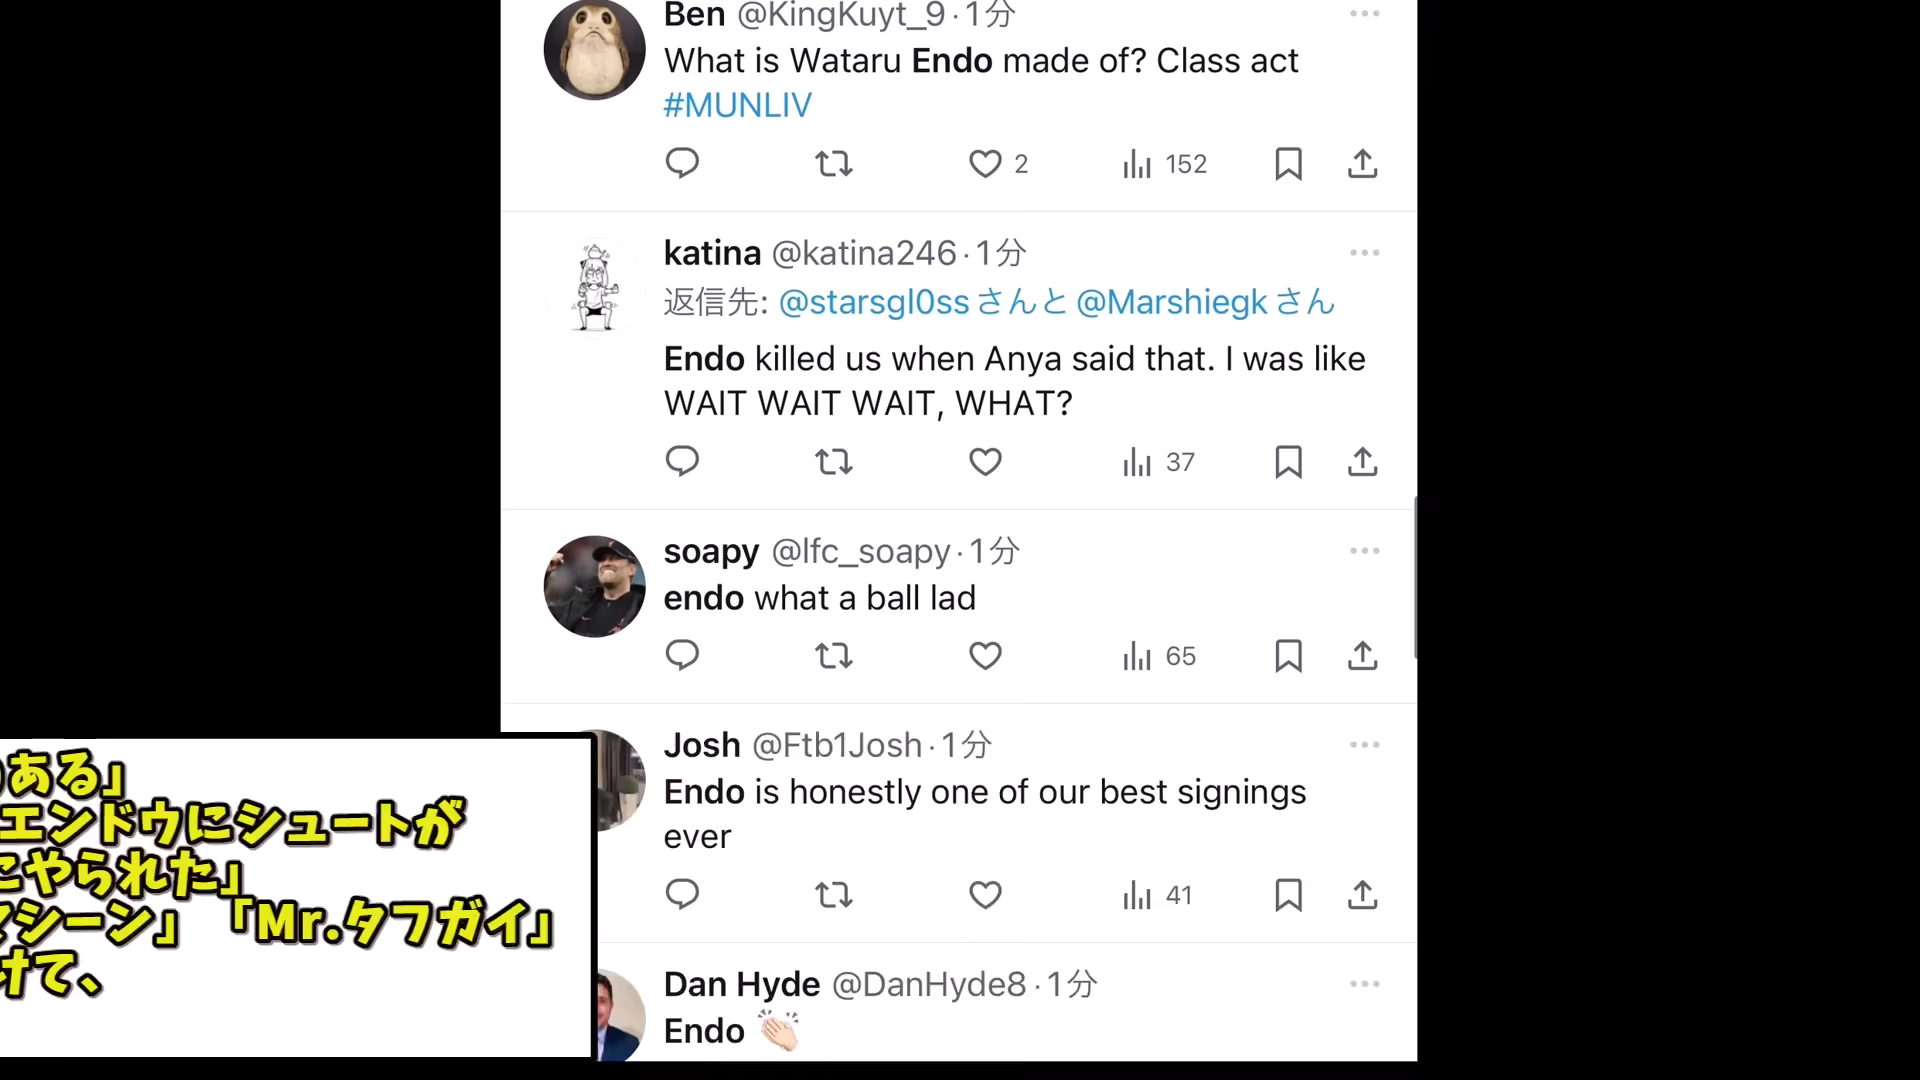 Ben @KingKuyt_9·1分
What is Wataru Endo made of? Class act
#MUNLIV
2 152
katina @katina246·1分
返信先: @starsgl0ssさんと@Marshiegkさん
Endo killed us when Anya said that. I was like
WAIT WAIT WAIT, WHAT?
37
soapy @lfc_soapy·1分
endo what a ball lad
65
Josh @Ftb1Josh·1分
Endo is honestly one of our best signings
ever
41
Dan Hyde @DanHyde8·1分
Endo 👏🏻
ある」
エンドウにシュートが
にやられた」
マシーン」「Mr.タフガイ」
けて、